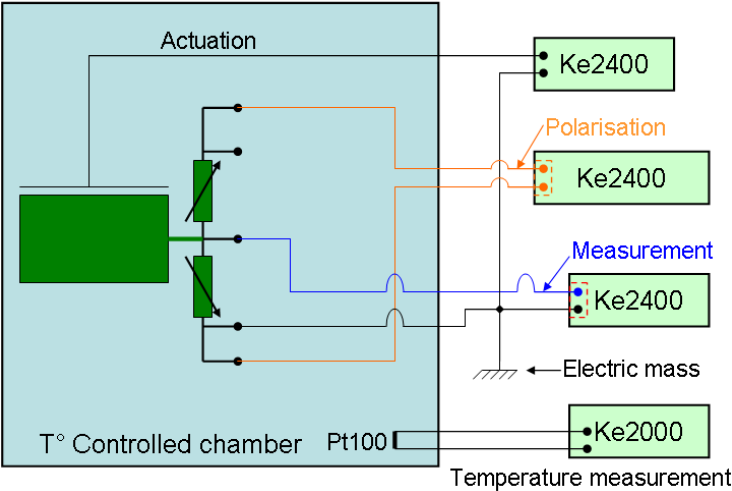 Actuation
Ke2400
Polarisation
Ke2400
Measurement
Ke2400
Electric mass
T° Controlled chamber
Pt100
Ke2000
Temperature measurement